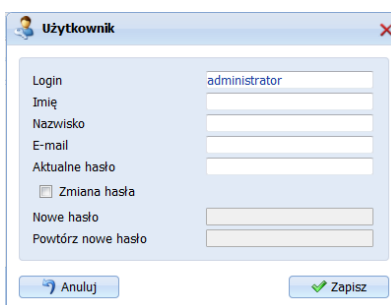 Użytkownik
Login administrator
Imię
Nazwisko
E-mail
Aktualne hasło
Zmiana hasła
Nowe hasło
Powtórz nowe hasło
Anuluj Zapisz